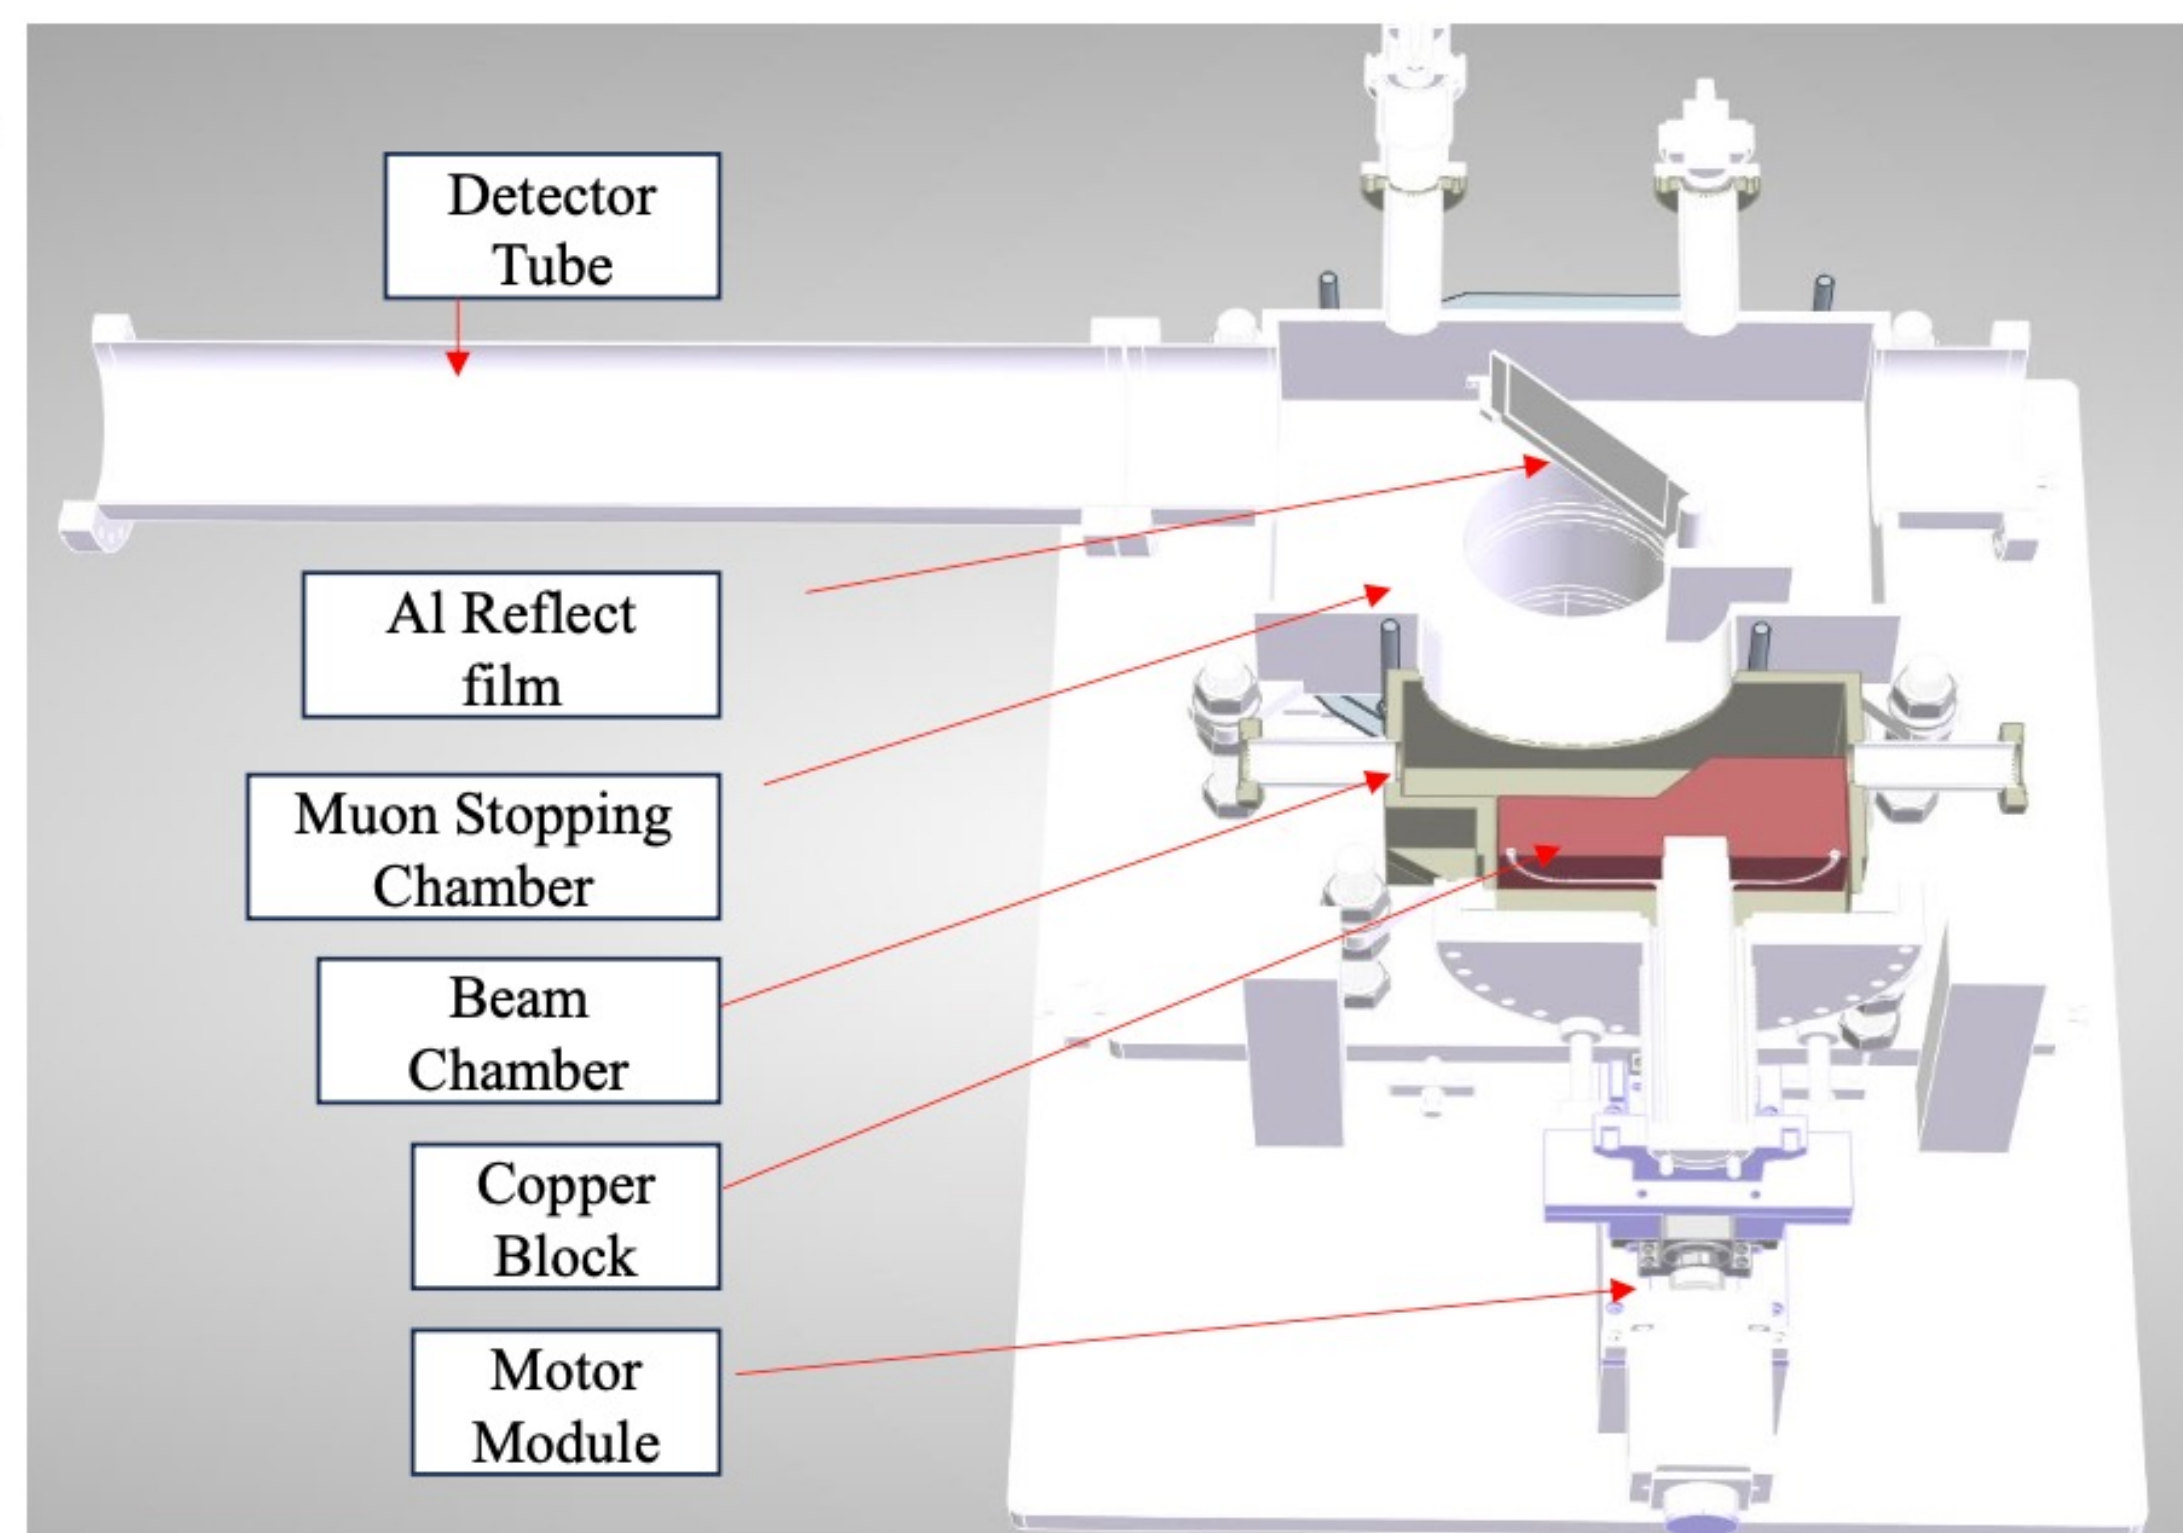 Detector
Tube
Al Reflect
film
Muon Stopping
Chamber
Beam
Chamber
Copper
Block
Motor
Module